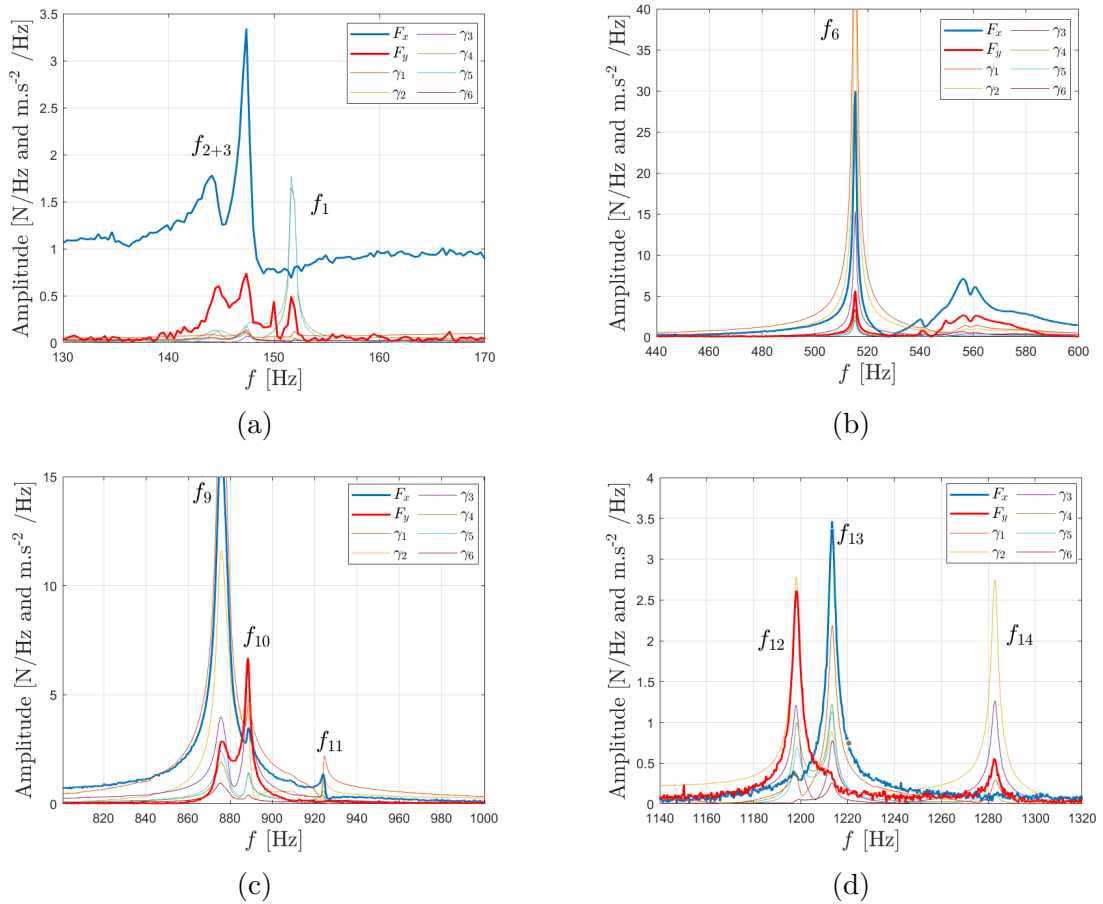 3.5
3
2.5
2
1.5
1
0.5
0
130 140 150 160 170
Amplitude [N/Hz and m.s⁻² /Hz]
f [Hz]
Fₓ γ₃
Fᵧ γ₄
γ₁ γ₅
γ₂ γ₆
f₂₊₃
f₁
(a)
40
35
30
25
20
15
10
5
0
440 460 480 500 520 540 560 580 600
Amplitude [N/Hz and m.s⁻² /Hz]
f [Hz]
Fₓ γ₃
Fᵧ γ₄
γ₁ γ₅
γ₂ γ₆
f₆
(b)
15
10
5
0
820 840 860 880 900 920 940 960 980 1000
Amplitude [N/Hz and m.s⁻² /Hz]
f [Hz]
Fₓ γ₃
Fᵧ γ₄
γ₁ γ₅
γ₂ γ₆
f₉
f₁₀
f₁₁
(c)
4
3.5
3
2.5
2
1.5
1
0.5
0
1140 1160 1180 1200 1220 1240 1260 1280 1300 1320
Amplitude [N/Hz and m.s⁻² /Hz]
f [Hz]
Fₓ γ₃
Fᵧ γ₄
γ₁ γ₅
γ₂ γ₆
f₁₃
f₁₂
f₁₄
(d)